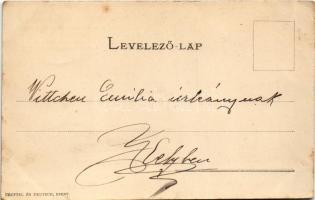 LEVELEZŐ-LAP
Wittchen Emilia úrleánynak
Helyben